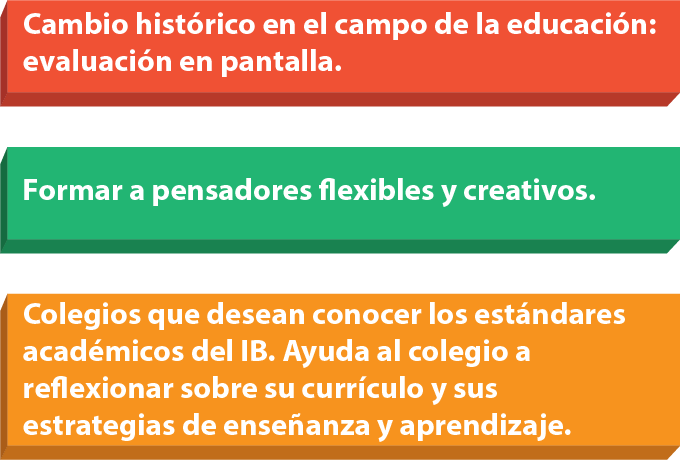 Cambio histórico en el campo de la educación:
evaluación en pantalla.
Formar a pensadores flexibles y creativos.
Colegios que desean conocer los estándares
académicos del IB. Ayuda al colegio a
reflexionar sobre su currículo y sus
estrategias de enseñanza y aprendizaje.